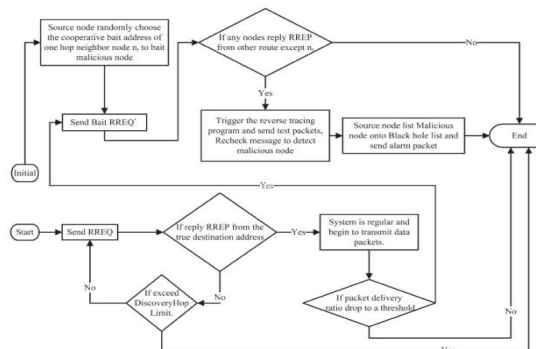 Source node randomly choose
the cooperative bait address of
one hop neighbor node n, to bait
malicious node
If any nodes reply RREP
from other route except n,
No
Yes
Send Bait RREQ'
Trigger the reverse tracing
program and send test packets,
Recheck message to detect
malicious node
Source node list Malicious
node onto Black hole list and
send alarm packet
End
Initial
Yes
Start
Send RREQ
If reply RREP from the
true destination address.
Yes
System is regular and
begin to transmit data
packets.
No
No
If exceed
DiscoveryHop
Limit.
If packet delivery
ratio drop to a threshold
No
Yes